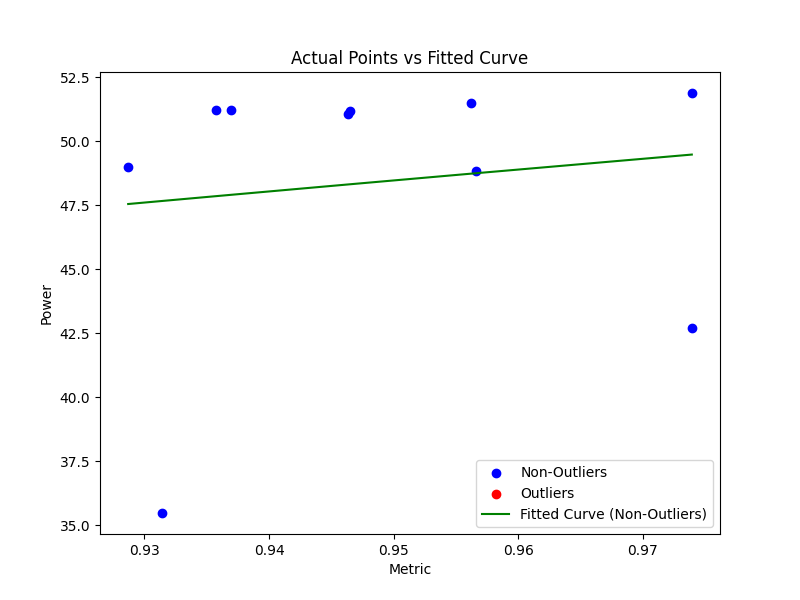 Actual Points vs Fitted Curve
52.5
50.0
47.5
45.0
42.5
40.0
37.5
35.0
Power
0.93 0.94 0.95 0.96 0.97
Metric
Non-Outliers
Outliers
Fitted Curve (Non-Outliers)